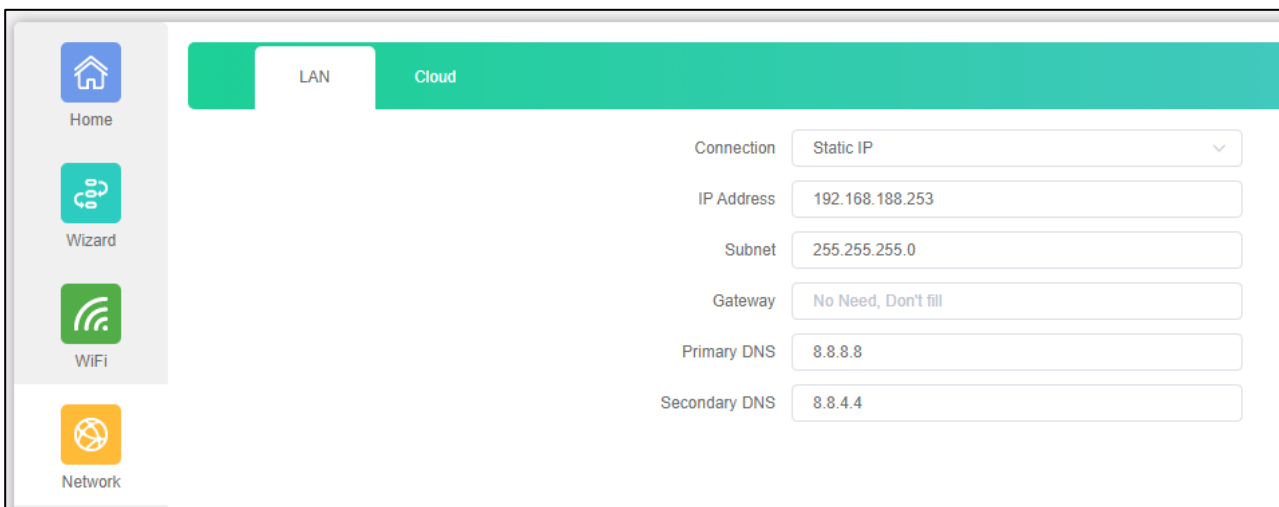 Home
Wizard
WiFi
Network
LAN Cloud
Connection Static IP
IP Address 192.168.188.253
Subnet 255.255.255.0
Gateway No Need, Don't fill
Primary DNS 8.8.8.8
Secondary DNS 8.8.4.4